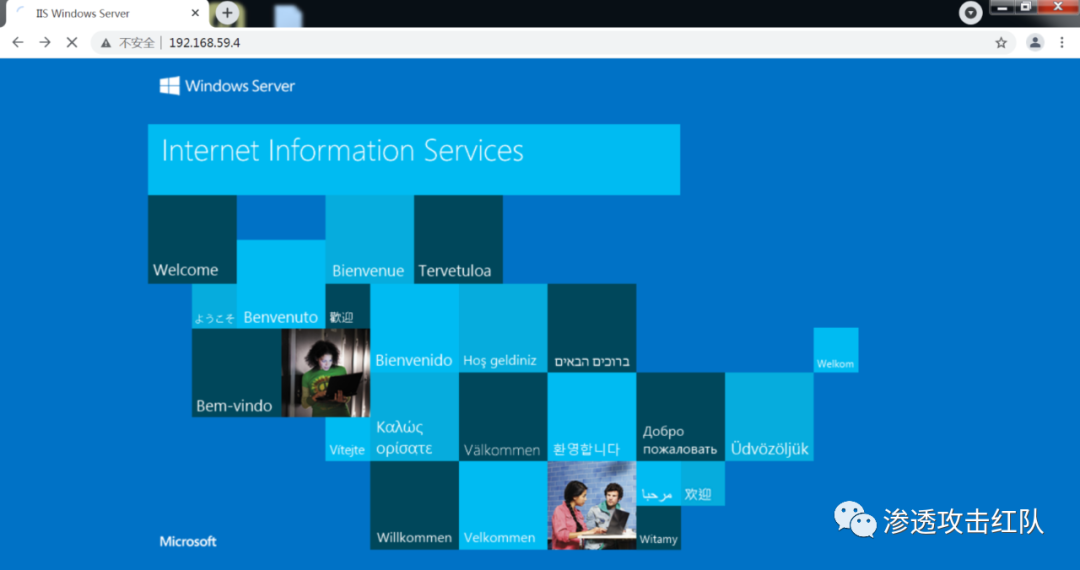 IIS Windows Server
不安全
192.168.59.4
Windows Server
Internet Information Services
Welcome
Bienvenue
Tervetuloa
ようこそ
Benvenuto
歡迎
Bienvenido
Hoş geldiniz
ברוכים הבאים
Welkom
Bem-vindo
Vítejte
Καλώς
ορίσατε
Välkommen
환영합니다
Добро
пожаловать
Üdvözöljük
Willkommen
Velkommen
مرحبا
欢迎
Witamy
Microsoft
渗透攻击红队